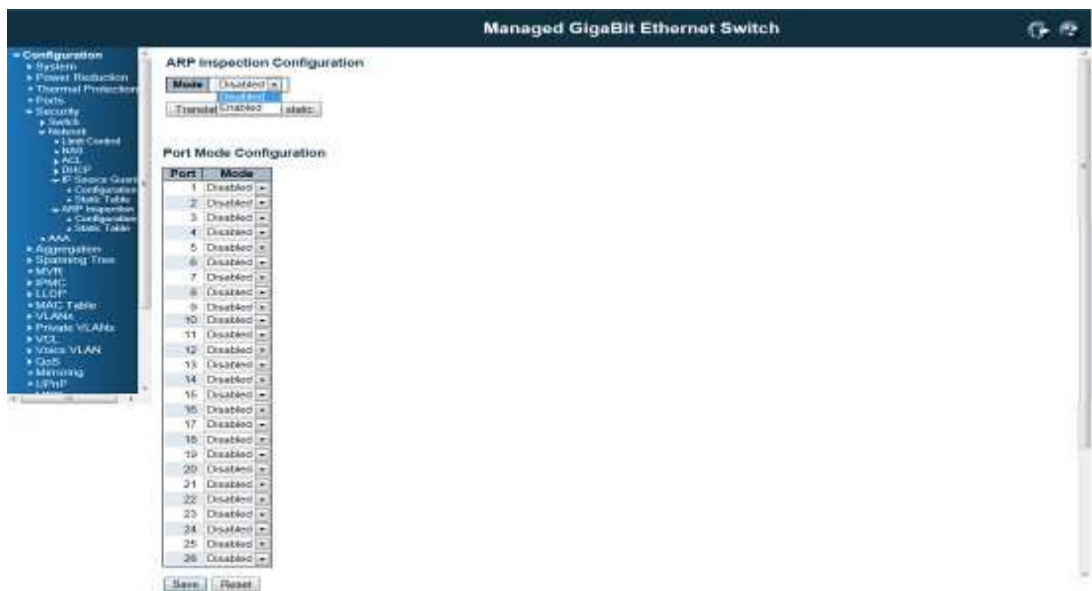 Managed GigaBit Ethernet Switch
Configuration
System
Power Reduction
Thermal Protection
Ports
Security
Switch
Network
Limit Control
NAS
ACL
DHCP
IP Source Guard
Configuration
Static Table
ARP Inspection
Configuration
Static Table
AAA
Aggregation
Spanning Tree
MVR
IPMC
LLDP
MAC Table
VLANs
Private VLANs
VCL
Voice VLAN
QoS
Mirroring
UPnP
ARP Inspection Configuration
Mode Disabled
Disabled
Enabled
static
Port Mode Configuration
Port Mode
1 Disabled
2 Disabled
3 Disabled
4 Disabled
5 Disabled
6 Disabled
7 Disabled
8 Disabled
9 Disabled
10 Disabled
11 Disabled
12 Disabled
13 Disabled
14 Disabled
15 Disabled
16 Disabled
17 Disabled
18 Disabled
19 Disabled
20 Disabled
21 Disabled
22 Disabled
23 Disabled
24 Disabled
25 Disabled
26 Disabled
Save Reset